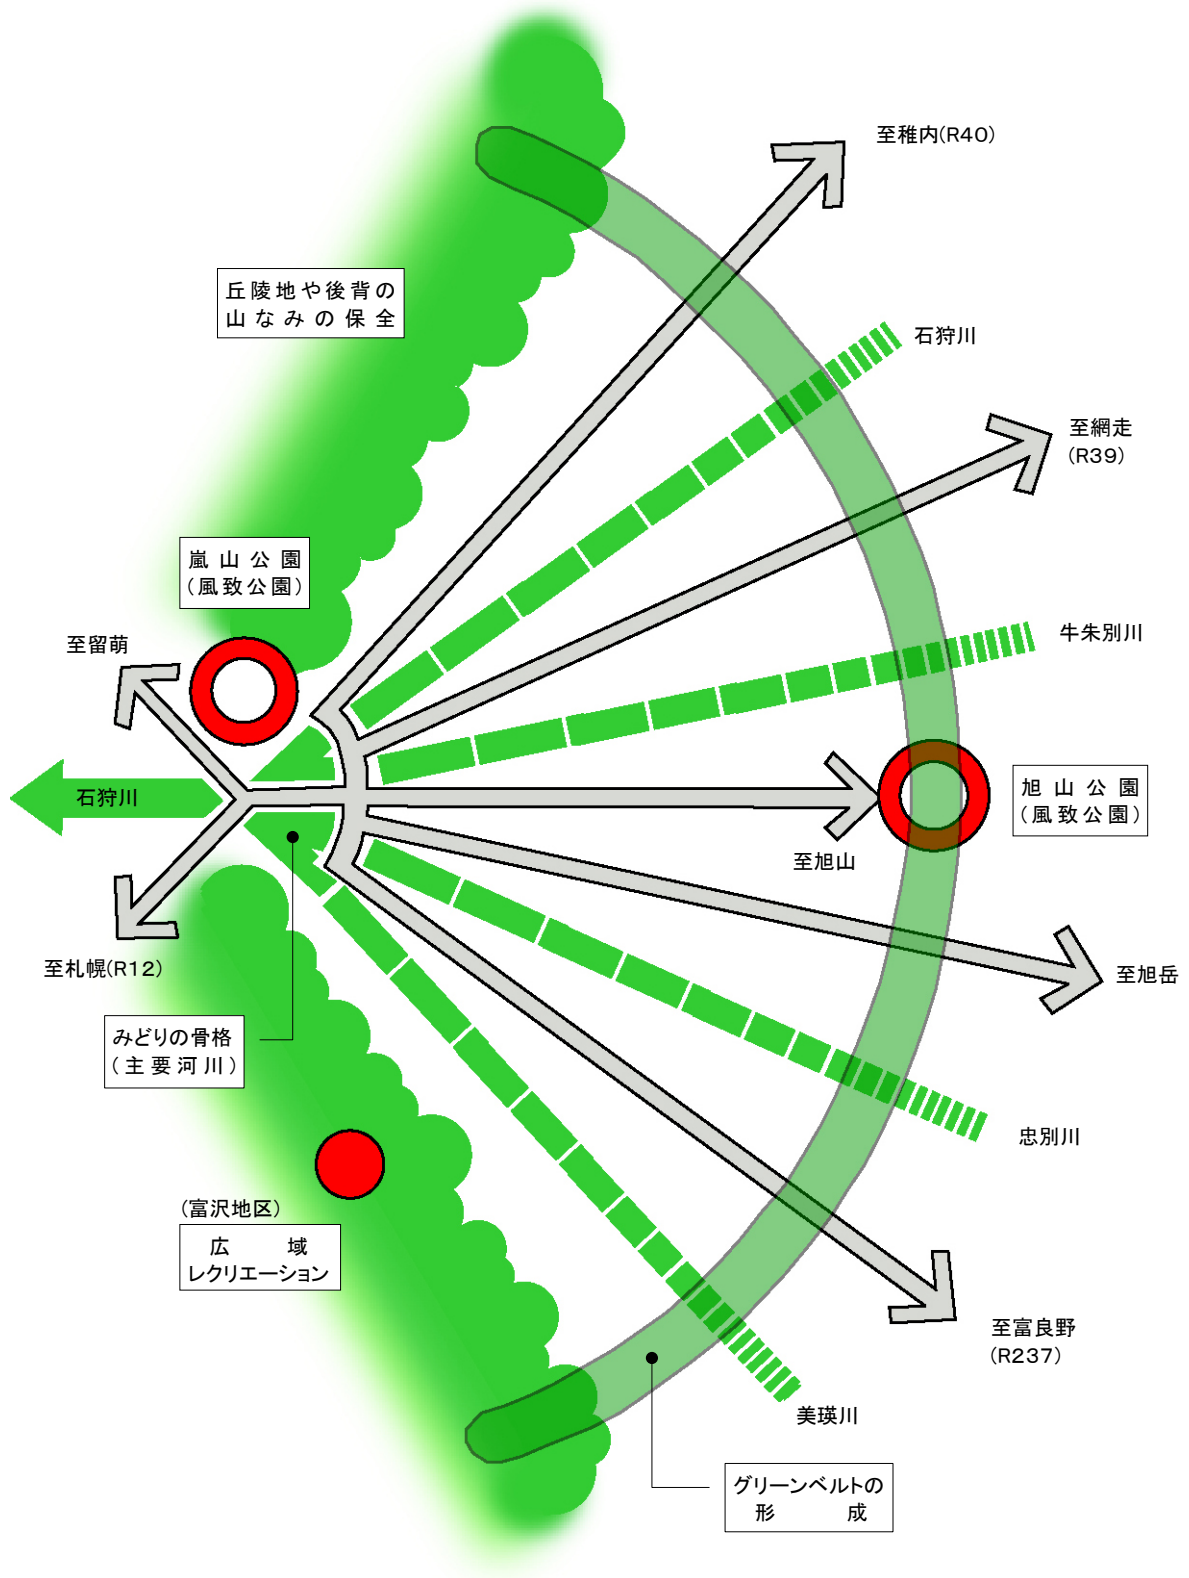 至稚内(R40)
丘陵地や後背の
山なみの保全
石狩川
至網走
(R39)
嵐山公園
(風致公園)
至留萌
牛朱別川
石狩川
旭山公園
(風致公園)
至旭山
至札幌(R12)
至旭岳
みどりの骨格
(主要河川)
忠別川
(富沢地区)
広域
レクリエーション
至富良野
(R237)
美瑛川
グリーンベルトの
形成